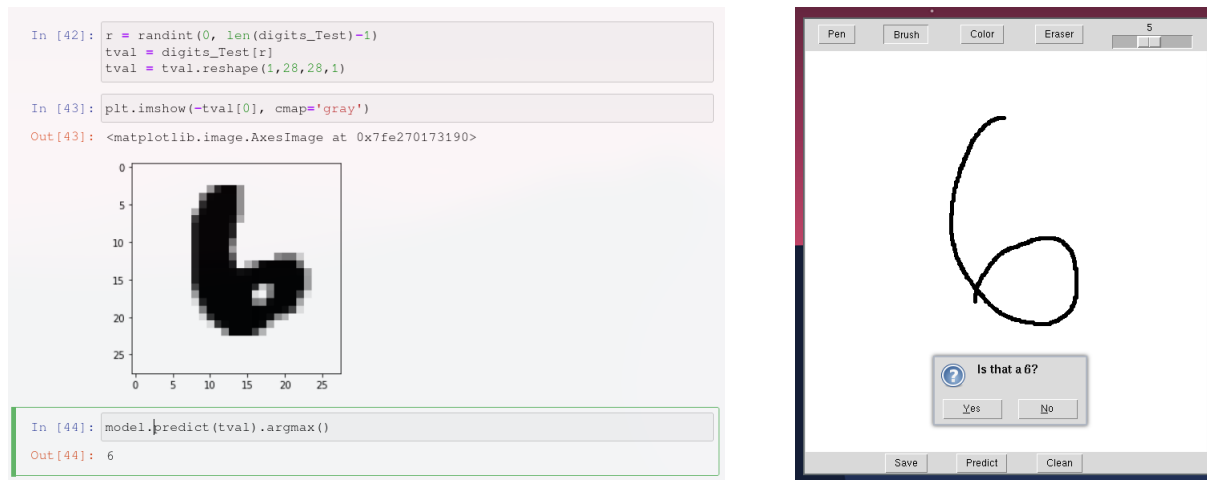 In [42]: r = randint(0, len(digits_Test)-1)
tval = digits_Test[r]
tval = tval.reshape(1,28,28,1)
In [43]: plt.imshow(-tval[0], cmap='gray')
Out[43]: <matplotlib.image.AxesImage at 0x7fe270173190>
0
5
10
15
20
25
0 5 10 15 20 25
In [44]: model.predict(tval).argmax()
Out[44]: 6
Pen Brush Color Eraser 5
6
Is that a 6?
Yes No
Save Predict Clean